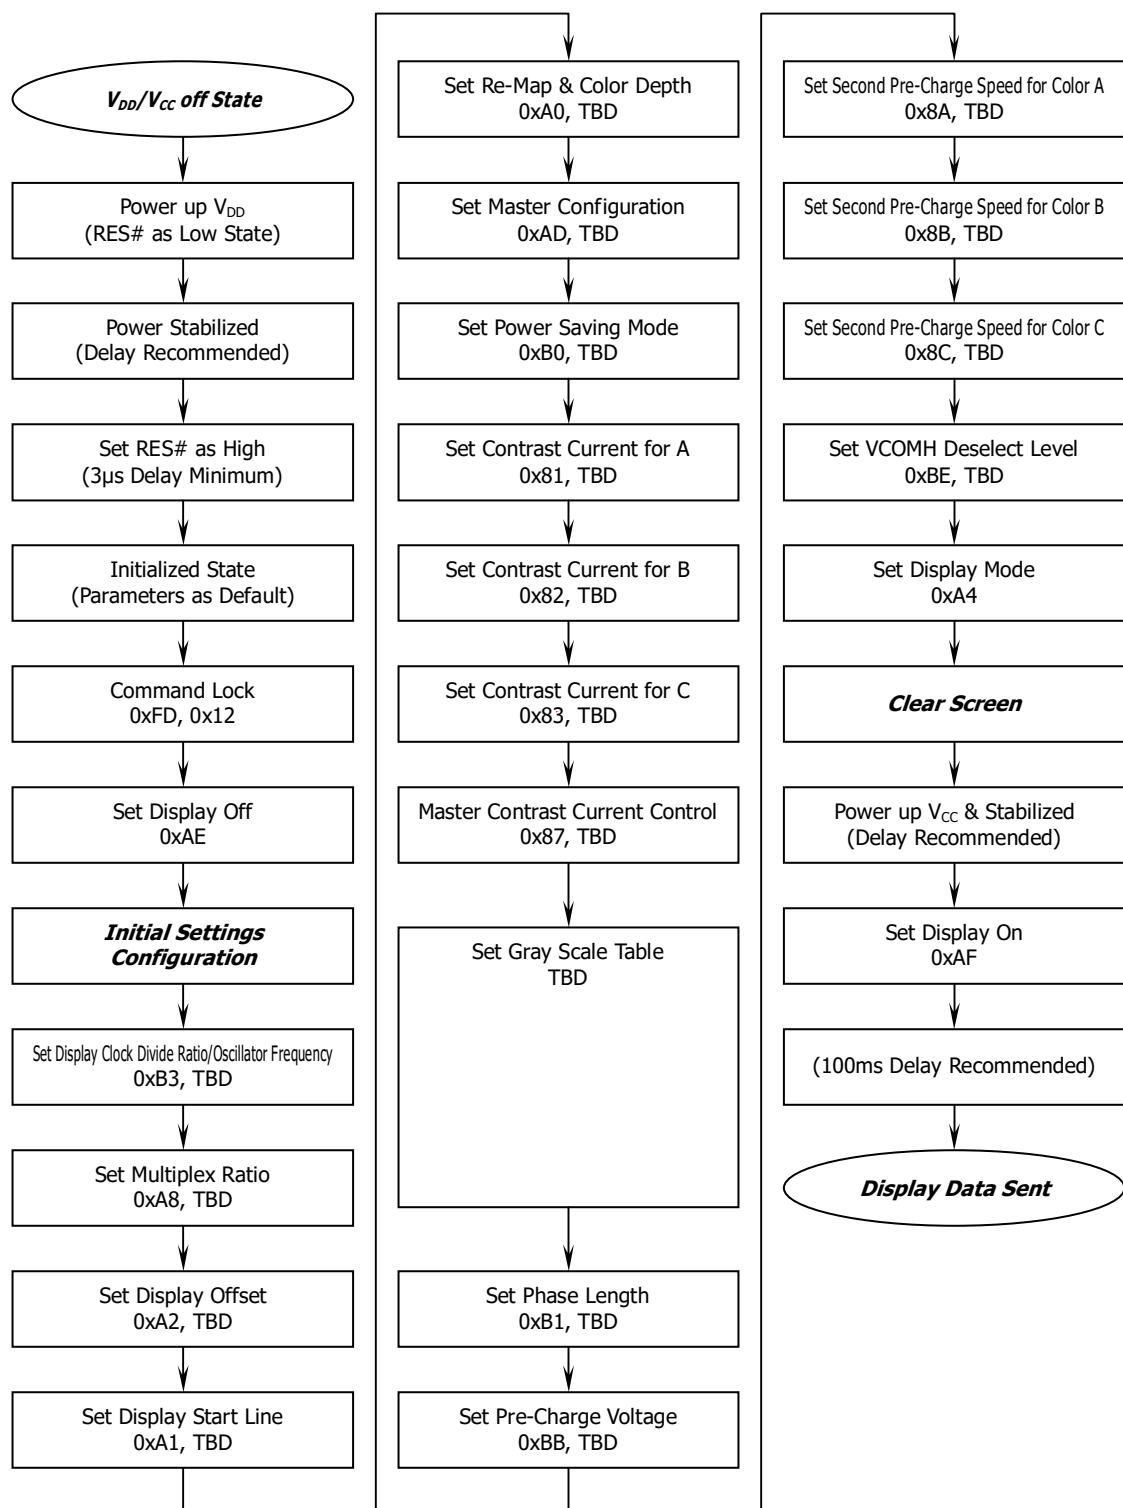 V_DD/V_CC off State
Power up V_DD
(RES# as Low State)
Power Stabilized
(Delay Recommended)
Set RES# as High
(3μs Delay Minimum)
Initialized State
(Parameters as Default)
Command Lock
0xFD, 0x12
Set Display Off
0xAE
Initial Settings
Configuration
Set Display Clock Divide Ratio/Oscillator Frequency
0xB3, TBD
Set Multiplex Ratio
0xA8, TBD
Set Display Offset
0xA2, TBD
Set Display Start Line
0xA1, TBD
Set Re-Map & Color Depth
0xA0, TBD
Set Master Configuration
0xAD, TBD
Set Power Saving Mode
0xB0, TBD
Set Contrast Current for A
0x81, TBD
Set Contrast Current for B
0x82, TBD
Set Contrast Current for C
0x83, TBD
Master Contrast Current Control
0x87, TBD
Set Gray Scale Table
TBD
Set Phase Length
0xB1, TBD
Set Pre-Charge Voltage
0xBB, TBD
Set Second Pre-Charge Speed for Color A
0x8A, TBD
Set Second Pre-Charge Speed for Color B
0x8B, TBD
Set Second Pre-Charge Speed for Color C
0x8C, TBD
Set VCOMH Deselect Level
0xBE, TBD
Set Display Mode
0xA4
Clear Screen
Power up V_CC & Stabilized
(Delay Recommended)
Set Display On
0xAF
(100ms Delay Recommended)
Display Data Sent